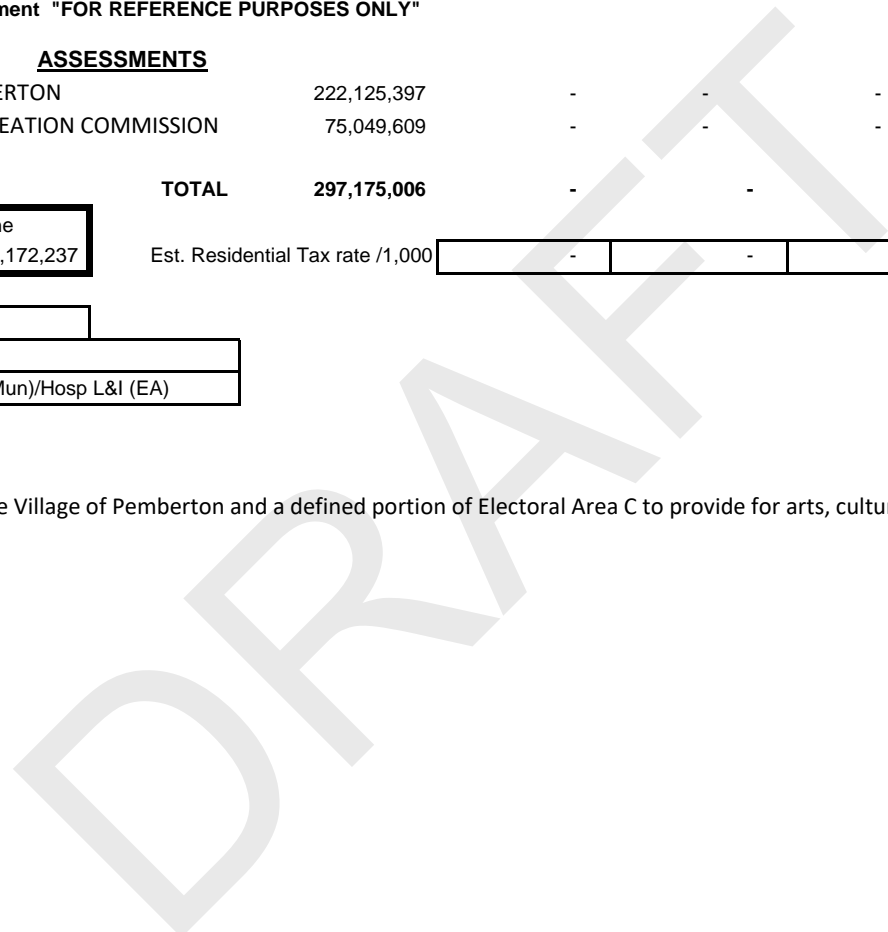 ment "FOR REFERENCE PURPOSES ONLY"
ASSESSMENTS
ERTON 222,125,397 - - -
EATION COMMISSION 75,049,609 - - -
TOTAL 297,175,006 - -
ne
,172,237 Est. Residential Tax rate /1,000 - -
Mun)/Hosp L&I (EA)
e Village of Pemberton and a defined portion of Electoral Area C to provide for arts, cultu
DRAFT